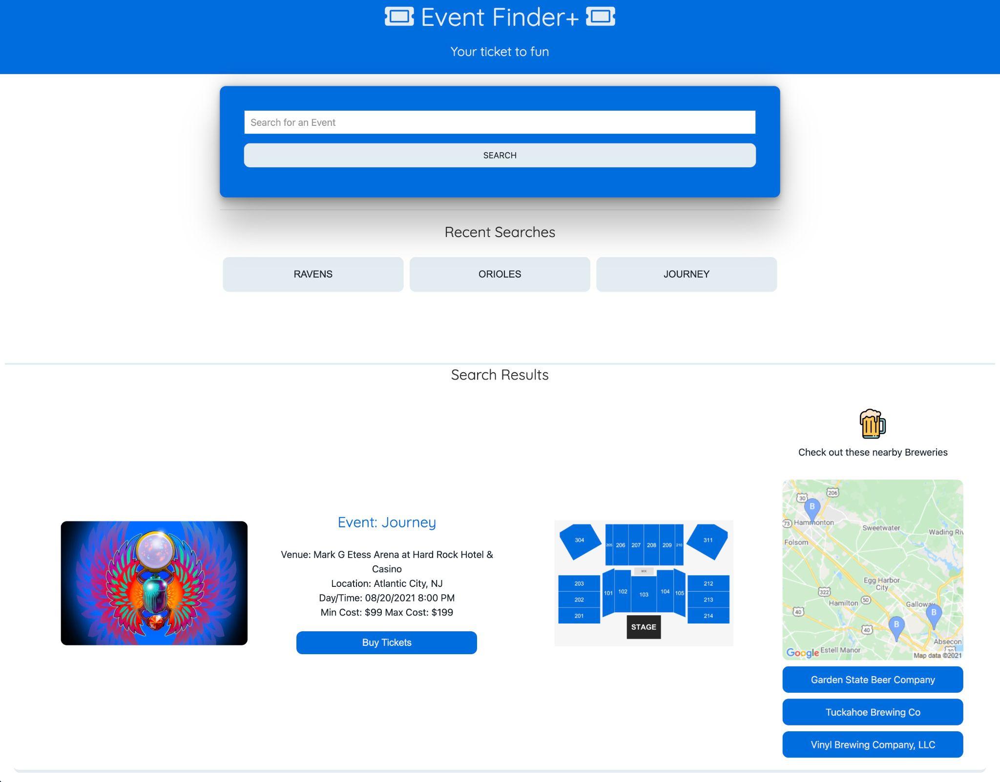 Event Finder+
Your ticket to fun
Search for an Event
SEARCH
Recent Searches
RAVENS
ORIOLES
JOURNEY
Search Results
Check out these nearby Breweries
Event: Journey
Venue: Mark G Etess Arena at Hard Rock Hotel &
Casino
Location: Atlantic City, NJ
Day/Time: 08/20/2021 8:00 PM
Min Cost: $99 Max Cost: $199
Buy Tickets
304
205 206 207 208 209 210
311
MIX
203
202
201
101 102 103 104 105
212
213
214
STAGE
206
30
B
73
Hammonton
Sweetwater
Wading Riv
Folsom
Egg Harbor
City
322
Hamilton
50
Galloway
40
B
B
40
Absecon
30
Google
Estell Manor
Map data ©2021
Garden State Beer Company
Tuckahoe Brewing Co
Vinyl Brewing Company, LLC